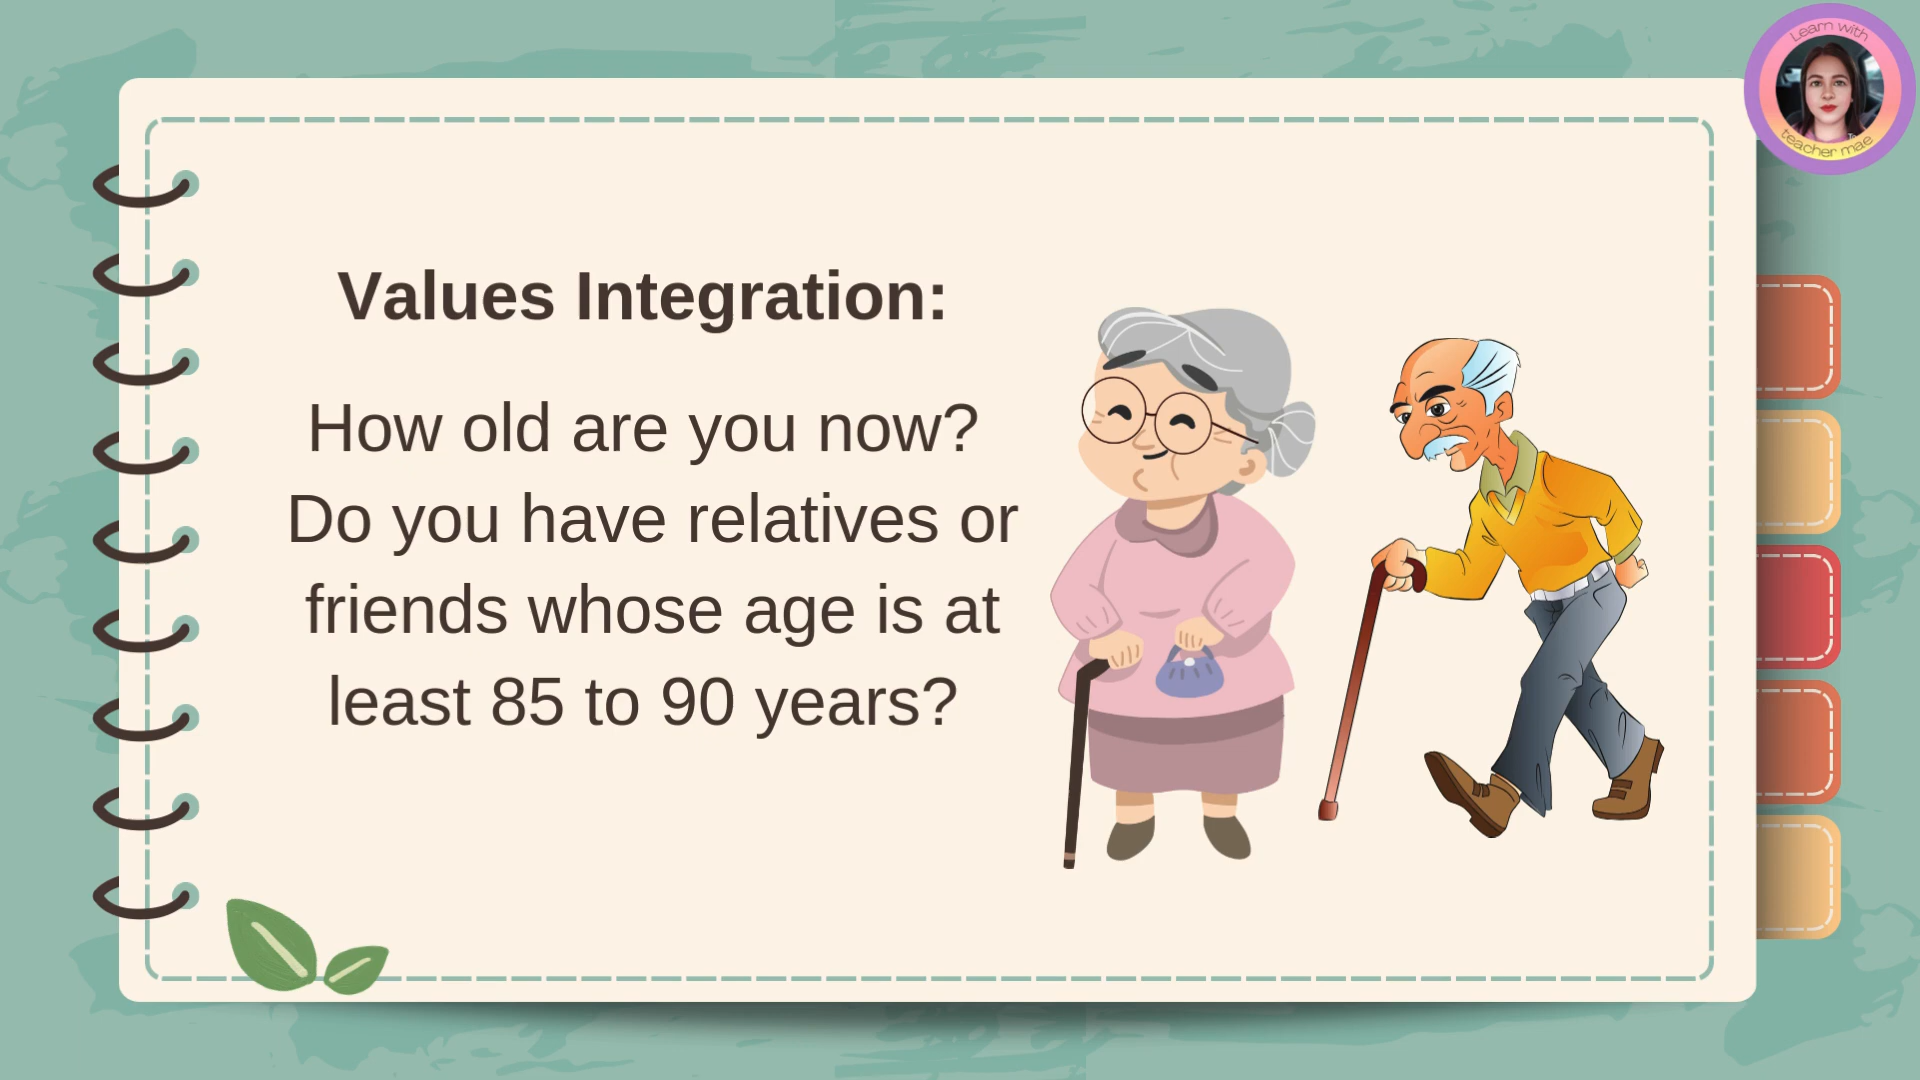 Learn with
teacher mae
Values Integration:
How old are you now?
Do you have relatives or
friends whose age is at
least 85 to 90 years?